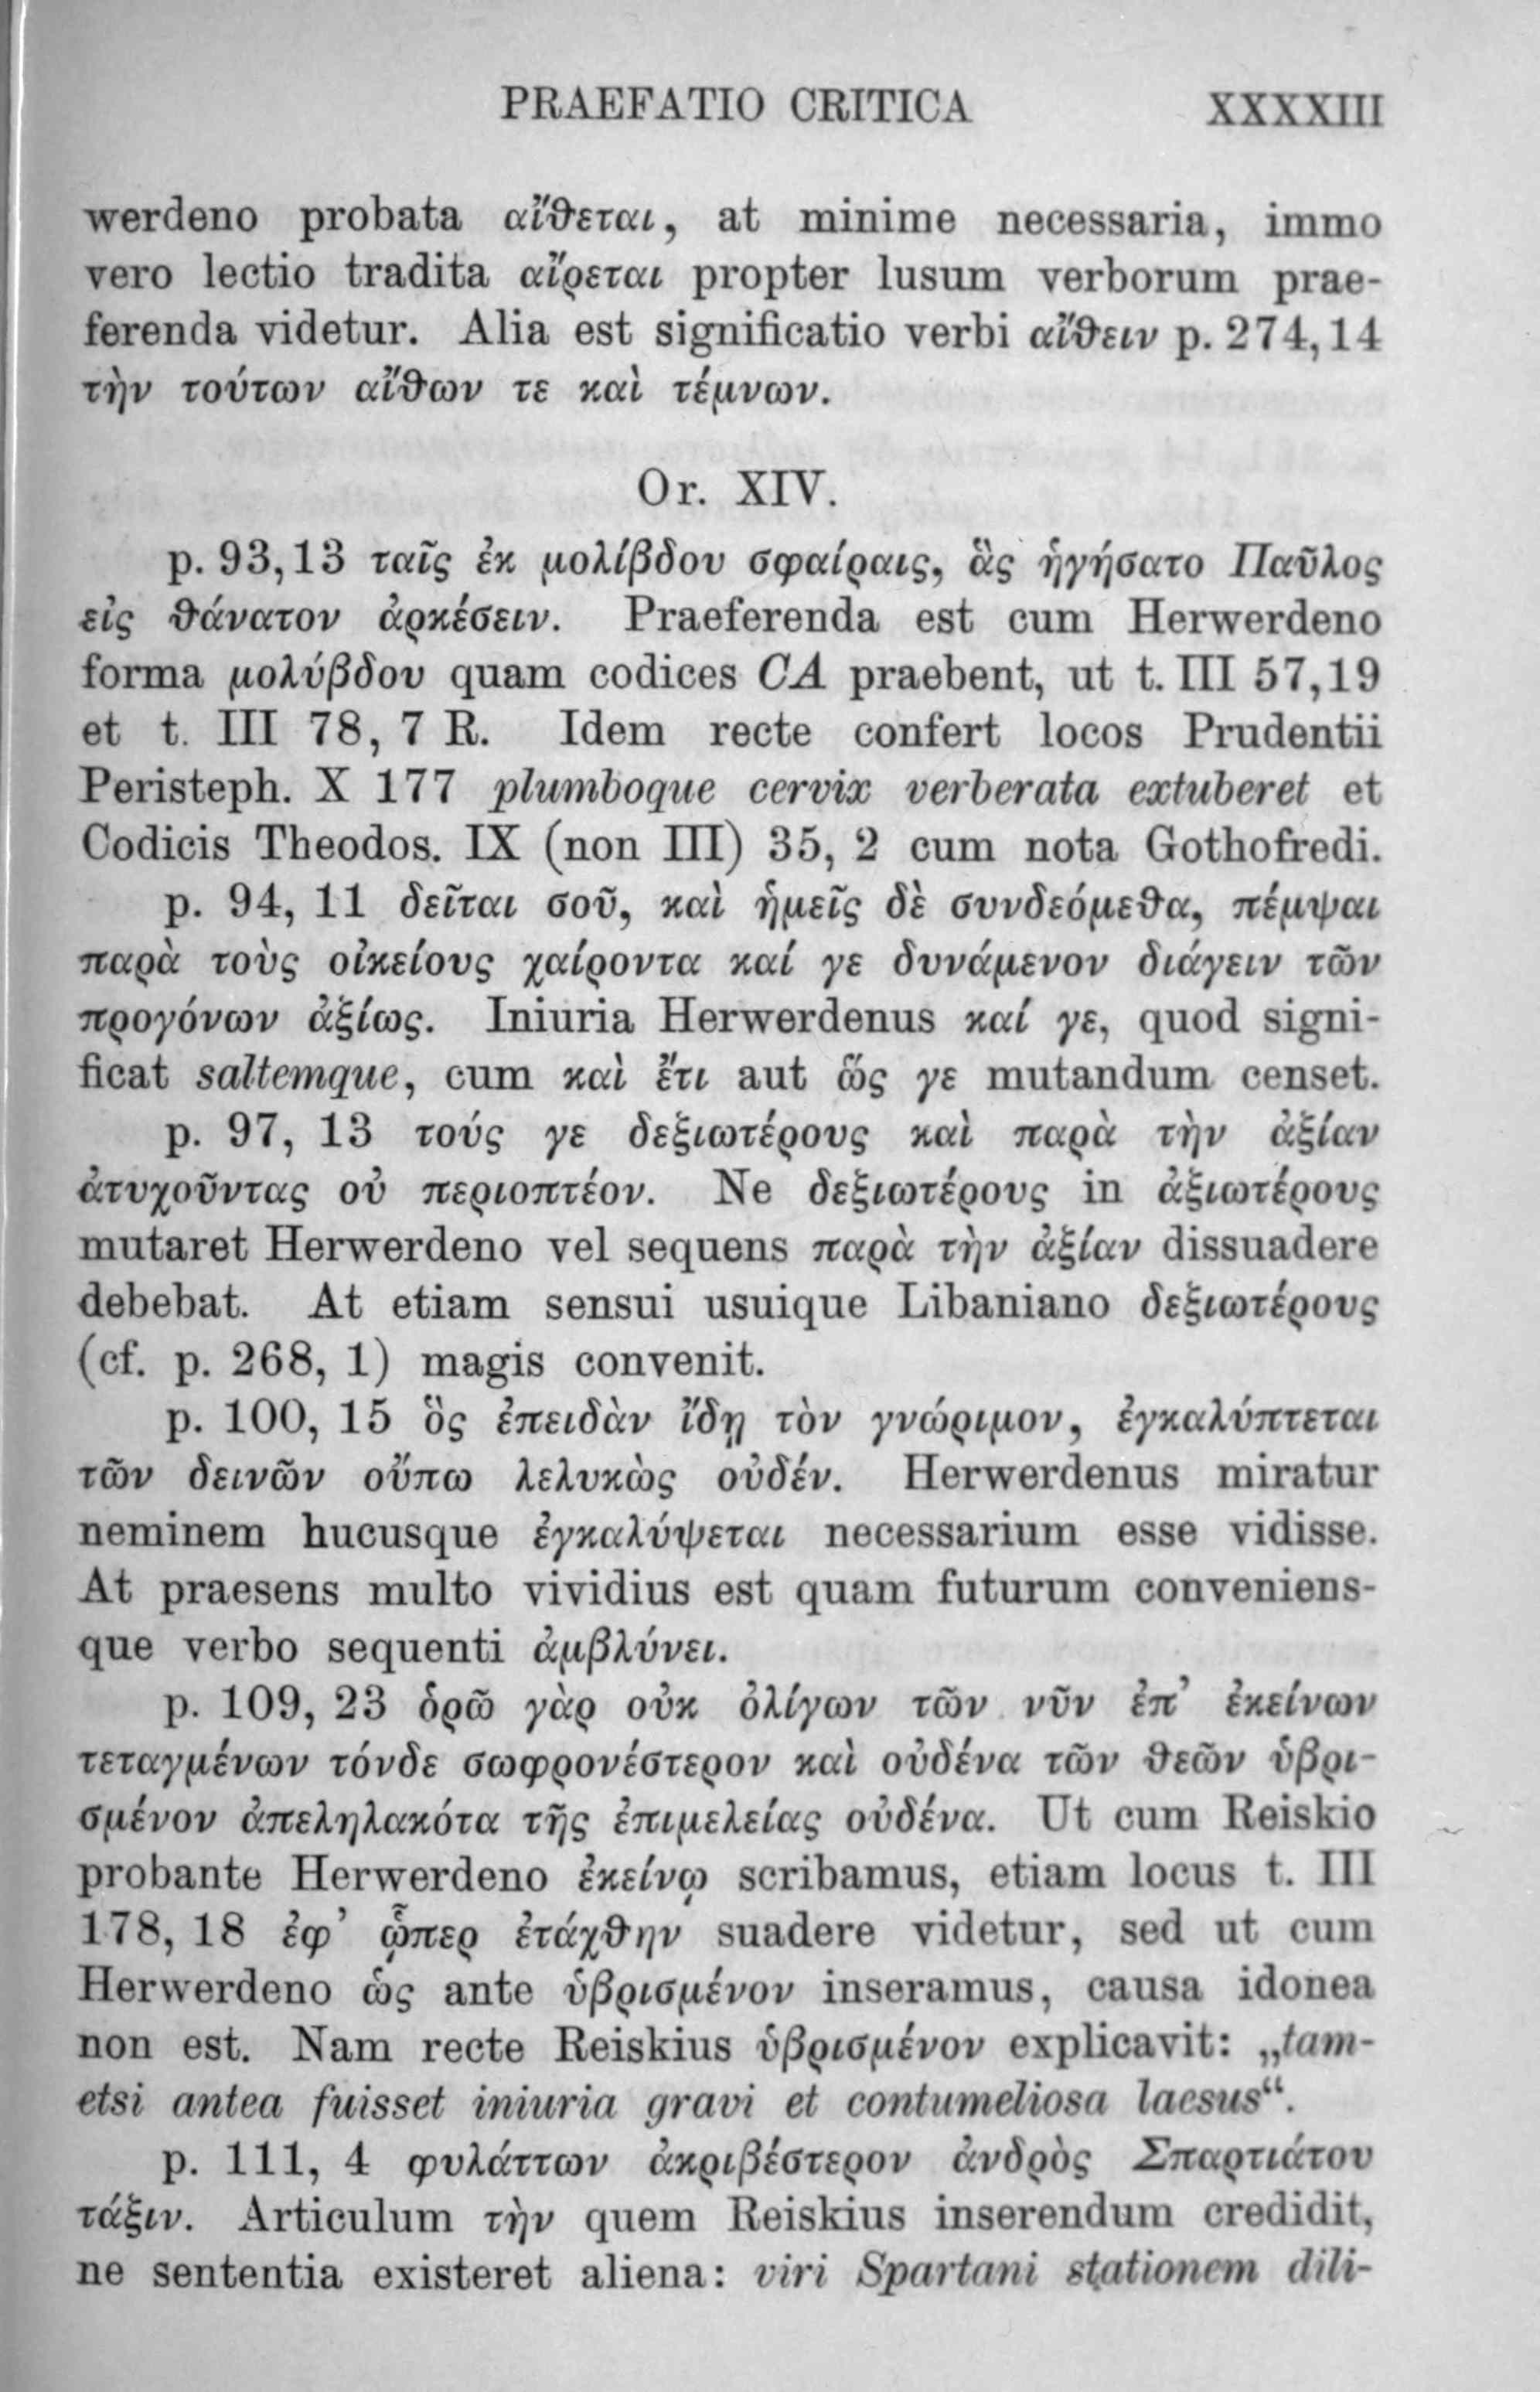 PRAEFATIO CRITICA XXXXIII
werdeno probata αἴθεται, at minime necessaria, immo
vero lectio tradita αἴρεται propter lusum verborum prae-
ferenda videtur. Alia est significatio verbi αἴθειν p. 274,14
τὴν τούτων αἴθων τε καὶ τέμνων.
Or. XIV.
p. 93,13 ταῖς ἐκ μολίβδου σφαίραις, ἃς ἡγήσατο Παῦλος
εἰς θάνατον ἀρκέσειν. Praeferenda est cum Herwerdeno
forma μολύβδου quam codices CA praebent, ut t. III 57,19
et t. III 78, 7 R. Idem recte confert locos Prudentii
Peristeph. X 177 plumboque cervix verberata extuberet et
Codicis Theodos. IX (non III) 35, 2 cum nota Gothofredi.
p. 94, 11 δεῖται σοῦ, καὶ ἡμεῖς δὲ συνδεόμεθα, πέμψαι
παρὰ τοὺς οἰκείους χαίροντα καί γε δυνάμενον διάγειν τῶν
προγόνων ἀξίως. Iniuria Herwerdenus καί γε, quod signi-
ficat saltemque, cum καὶ ἔτι aut ὥς γε mutandum censet.
p. 97, 13 τούς γε δεξιωτέρους καὶ παρὰ τὴν ἀξίαν
ἀτυχοῦντας οὐ περιοπτέον. Ne δεξιωτέρους in ἀξιωτέρους
mutaret Herwerdeno vel sequens παρὰ τὴν ἀξίαν dissuadere
debebat. At etiam sensui usuique Libaniano δεξιωτέρους
(cf. p. 268, 1) magis convenit.
p. 100, 15 ὃς ἐπειδὰν ἴδῃ τὸν γνώριμον, ἐγκαλύπτεται
τῶν δεινῶν οὔπω λελυκὼς οὐδέν. Herwerdenus miratur
neminem hucusque ἐγκαλύψεται necessarium esse vidisse.
At praesens multo vividius est quam futurum conveniens-
que verbo sequenti ἀμβλύνει.
p. 109, 23 ὁρῶ γὰρ οὐκ ὀλίγων τῶν νῦν ἐπ’ ἐκείνων
τεταγμένων τόνδε σωφρονέστερον καὶ οὐδένα τῶν θεῶν ὑβρι-
σμένον ἀπεληλακότα τῆς ἐπιμελείας οὐδένα. Ut cum Reiskio
probante Herwerdeno ἐκείνῳ scribamus, etiam locus t. III
178, 18 ἐφ’ ᾧπερ ἐτάχθην suadere videtur, sed ut cum
Herwerdeno ὡς ante ὑβρισμένον inseramus, causa idonea
non est. Nam recte Reiskius ὑβρισμένον explicavit: „tam-
etsi antea fuisset iniuria gravi et contumeliosa laesus“.
p. 111, 4 φυλάττων ἀκριβέστερον ἀνδρὸς Σπαρτιάτου
τάξιν. Articulum τὴν quem Reiskius inserendum credidit,
ne sententia existeret aliena: viri Spartani stationem dili-